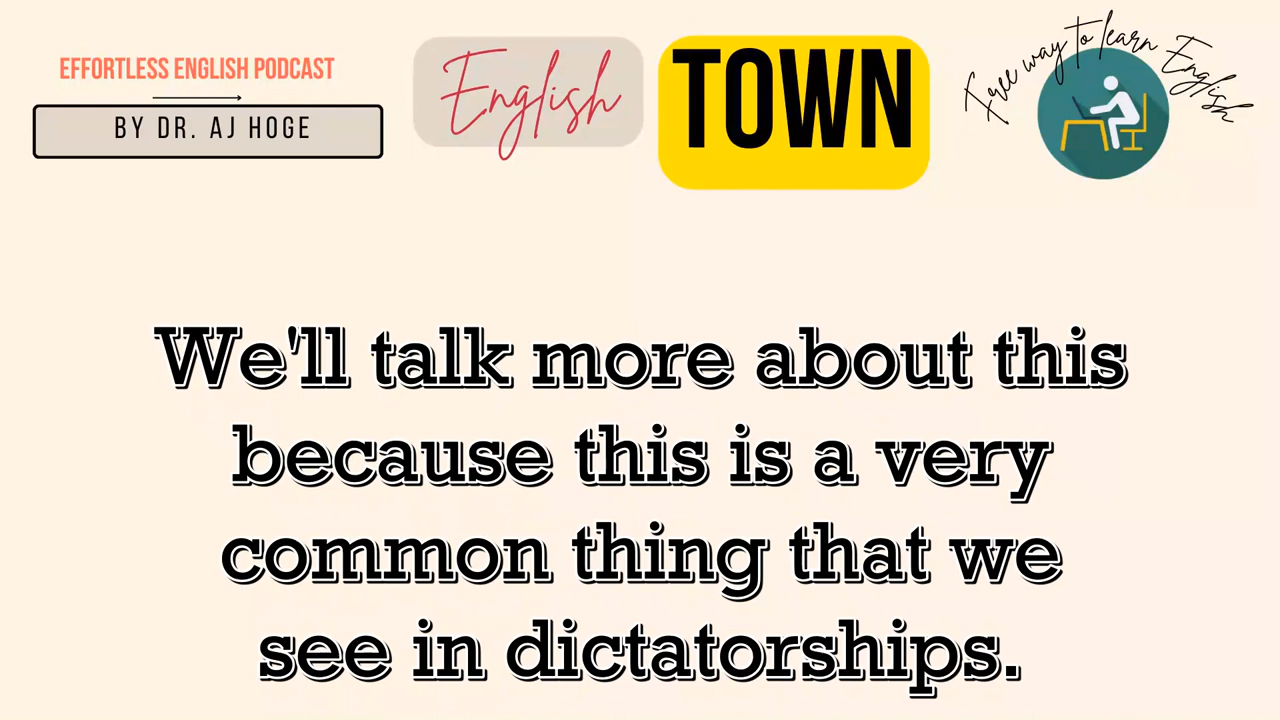 EFFORTLESS ENGLISH PODCAST
BY DR. AJ HOGE
English
TOWN
Free way to learn English
We'll talk more about this
because this is a very
common thing that we
see in dictatorships.